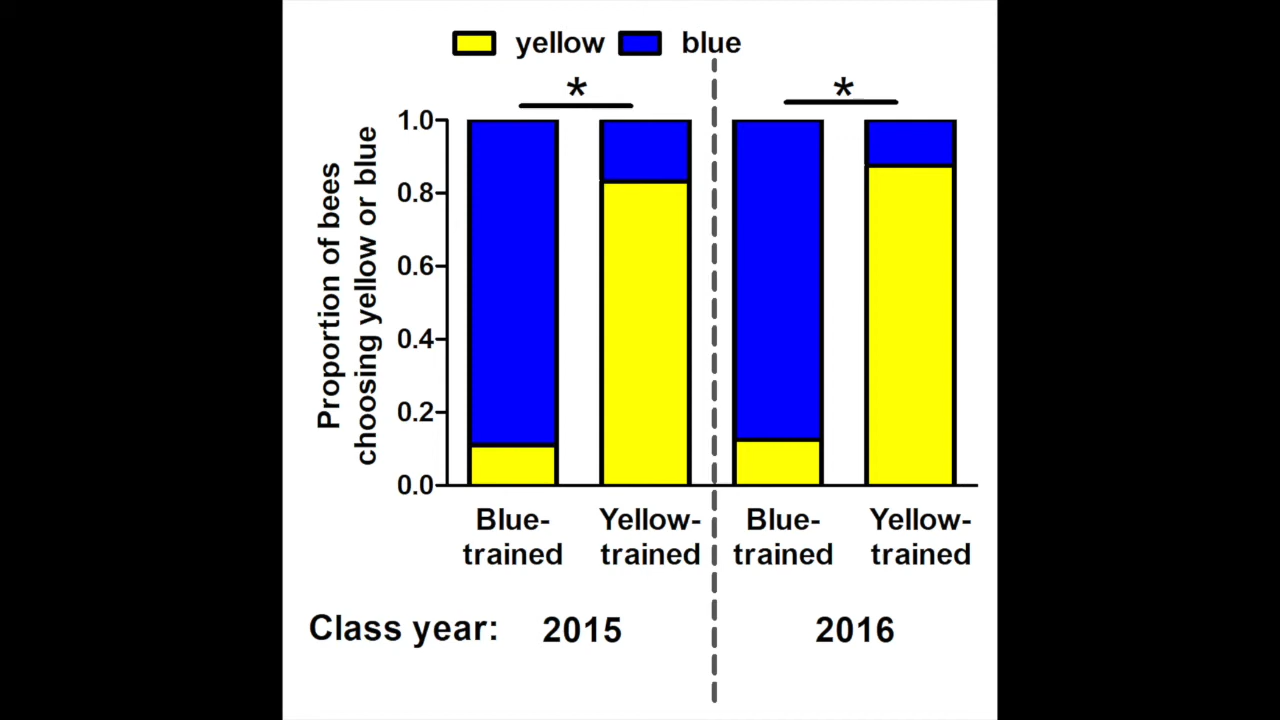 yellow blue
* *
1.0
0.8
0.6
0.4
0.2
0.0
Proportion of bees
choosing yellow or blue
Blue-
trained
Yellow-
trained
Blue-
trained
Yellow-
trained
Class year: 2015 2016